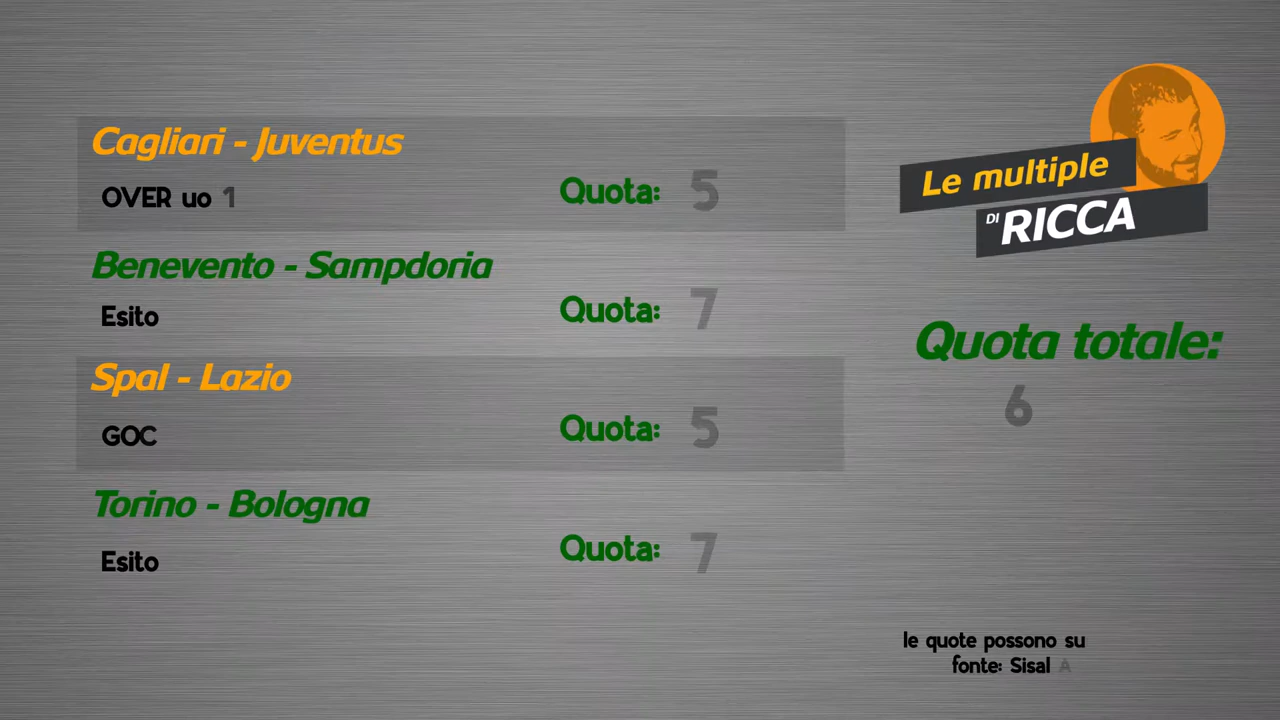 Cagliari - Juventus
OVER uo 1
Quota: 5
Benevento - Sampdoria
Esito
Quota: 7
Spal - Lazio
GOC
Quota: 5
Torino - Bologna
Esito
Quota: 7
Le multiple
DI RICCA
Quota totale:
6
le quote possono su
fonte: Sisal A